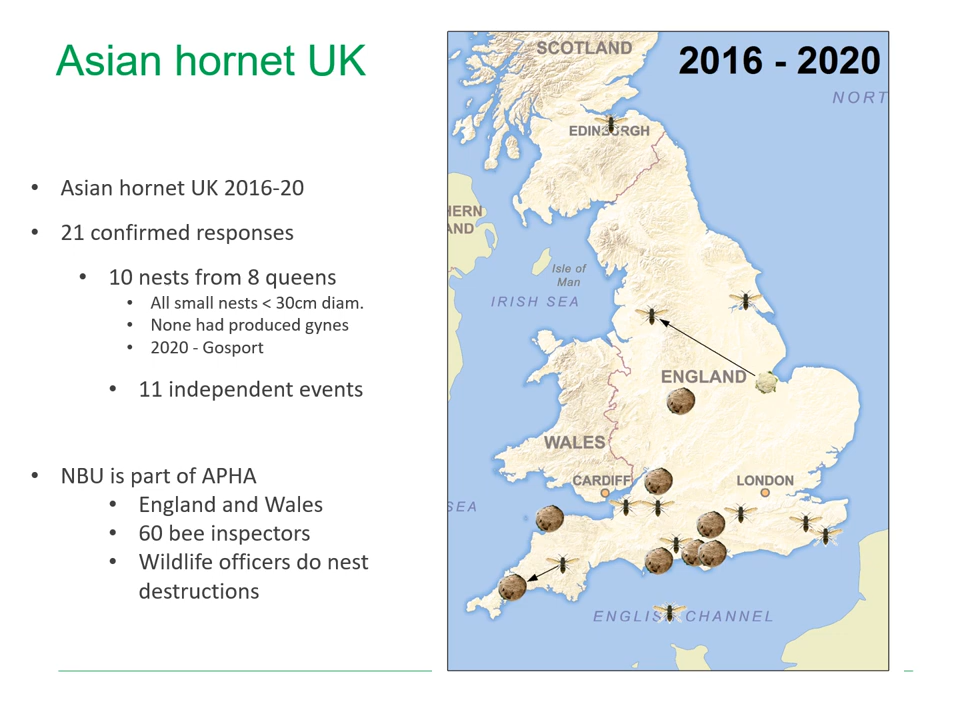 Asian hornet UK
• Asian hornet UK 2016-20
• 21 confirmed responses
• 10 nests from 8 queens
• All small nests < 30cm diam.
• None had produced gynes
• 2020 - Gosport
• 11 independent events
• NBU is part of APHA
• England and Wales
• 60 bee inspectors
• Wildlife officers do nest
destructions
2016 - 2020
SCOTLAND
NORT
EDINBURGH
HERN
AND
Isle of
Man
IRISH SEA
ENGLAND
WALES
CARDIFF
LONDON
SEA
ENGLISH CHANNEL